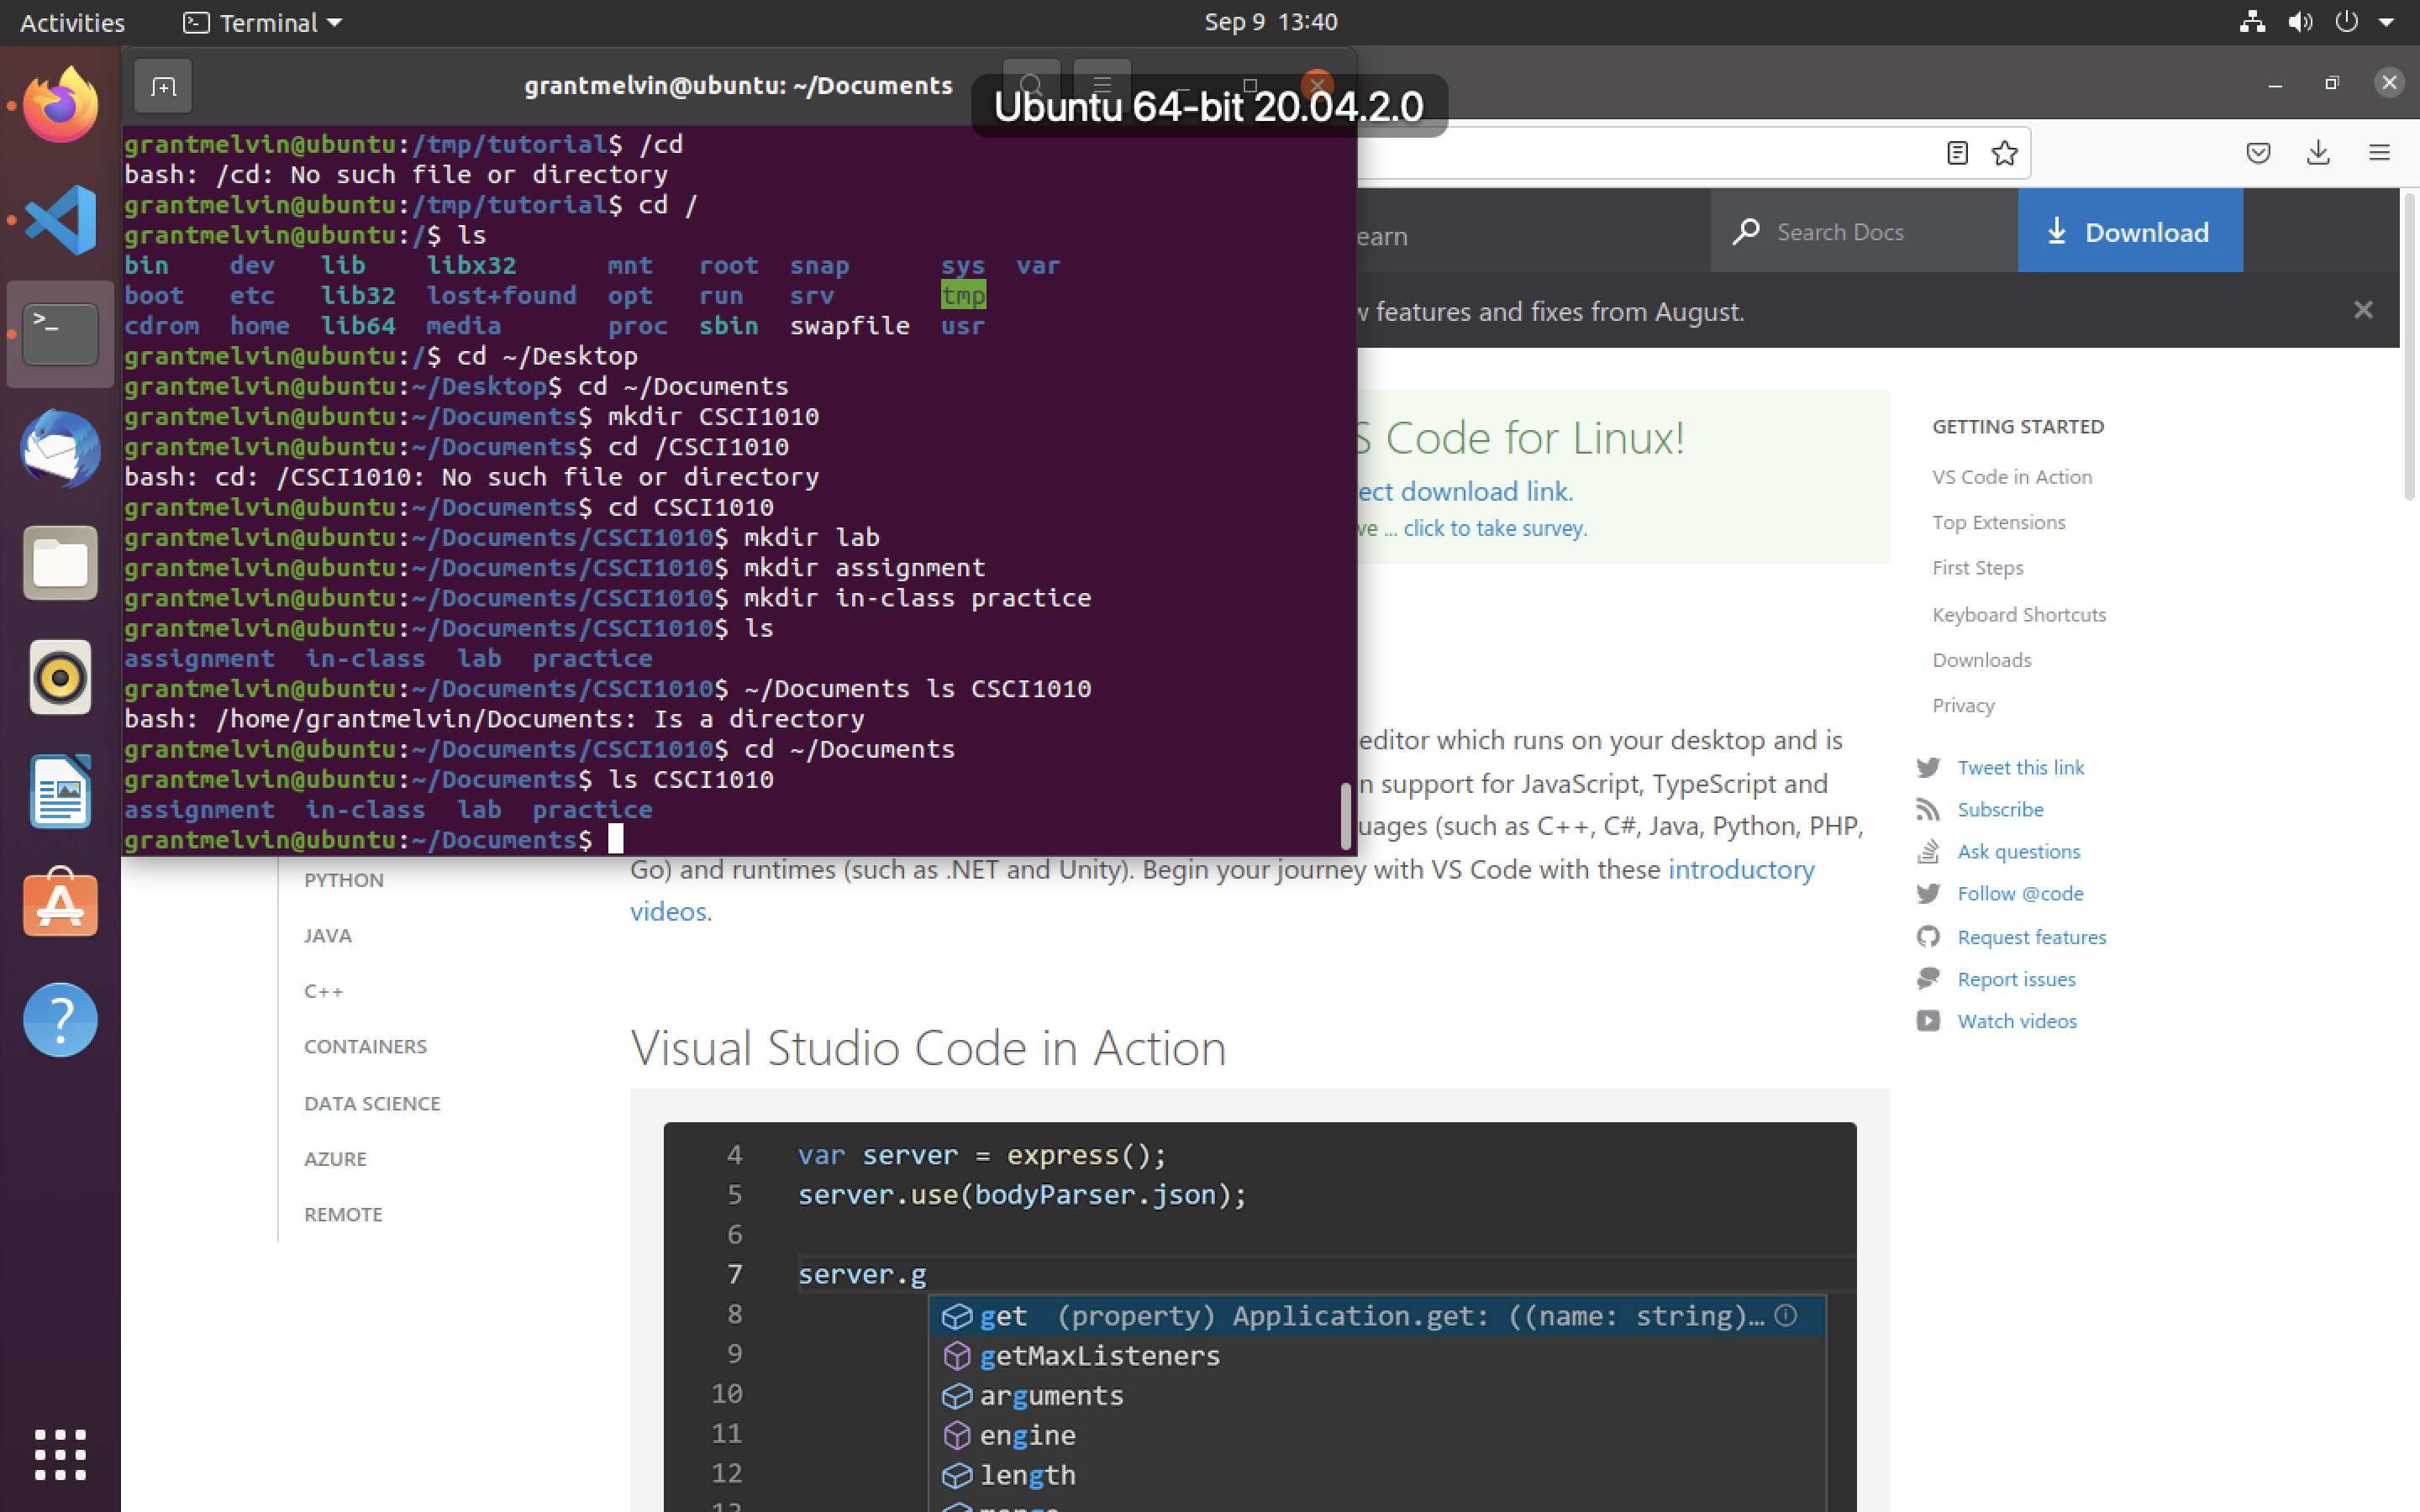 Activities
Terminal
Sep 9 13:40
grantmelvin@ubuntu: ~/Documents
Ubuntu 64-bit 20.04.2.0
grantmelvin@ubuntu:/tmp/tutorial$ /cd
bash: /cd: No such file or directory
grantmelvin@ubuntu:/tmp/tutorial$ cd /
grantmelvin@ubuntu:/$ ls
bin dev lib libx32 mnt root snap sys var
boot etc lib32 lost+found opt run srv tmp
cdrom home lib64 media proc sbin swapfile usr
grantmelvin@ubuntu:/$ cd ~/Desktop
grantmelvin@ubuntu:~/Desktop$ cd ~/Documents
grantmelvin@ubuntu:~/Documents$ mkdir CSCI1010
grantmelvin@ubuntu:~/Documents$ cd /CSCI1010
bash: cd: /CSCI1010: No such file or directory
grantmelvin@ubuntu:~/Documents$ cd CSCI1010
grantmelvin@ubuntu:~/Documents/CSCI1010$ mkdir lab
grantmelvin@ubuntu:~/Documents/CSCI1010$ mkdir assignment
grantmelvin@ubuntu:~/Documents/CSCI1010$ mkdir in-class practice
grantmelvin@ubuntu:~/Documents/CSCI1010$ ls
assignment in-class lab practice
grantmelvin@ubuntu:~/Documents/CSCI1010$ ~/Documents ls CSCI1010
bash: /home/grantmelvin/Documents: Is a directory
grantmelvin@ubuntu:~/Documents/CSCI1010$ cd ~/Documents
grantmelvin@ubuntu:~/Documents$ ls CSCI1010
assignment in-class lab practice
grantmelvin@ubuntu:~/Documents$
earn
Search Docs
Download
w features and fixes from August.
S Code for Linux!
ect download link.
ve ... click to take survey.
editor which runs on your desktop and is
n support for JavaScript, TypeScript and
uages (such as C++, C#, Java, Python, PHP,
Go) and runtimes (such as .NET and Unity). Begin your journey with VS Code with these introductory
videos.
PYTHON
JAVA
C++
CONTAINERS
DATA SCIENCE
AZURE
REMOTE
Visual Studio Code in Action
4 var server = express();
5 server.use(bodyParser.json);
6
7 server.g
8 get (property) Application.get: ((name: string)…
9 getMaxListeners
10 arguments
11 engine
12 length
GETTING STARTED
VS Code in Action
Top Extensions
First Steps
Keyboard Shortcuts
Downloads
Privacy
Tweet this link
Subscribe
Ask questions
Follow @code
Request features
Report issues
Watch videos